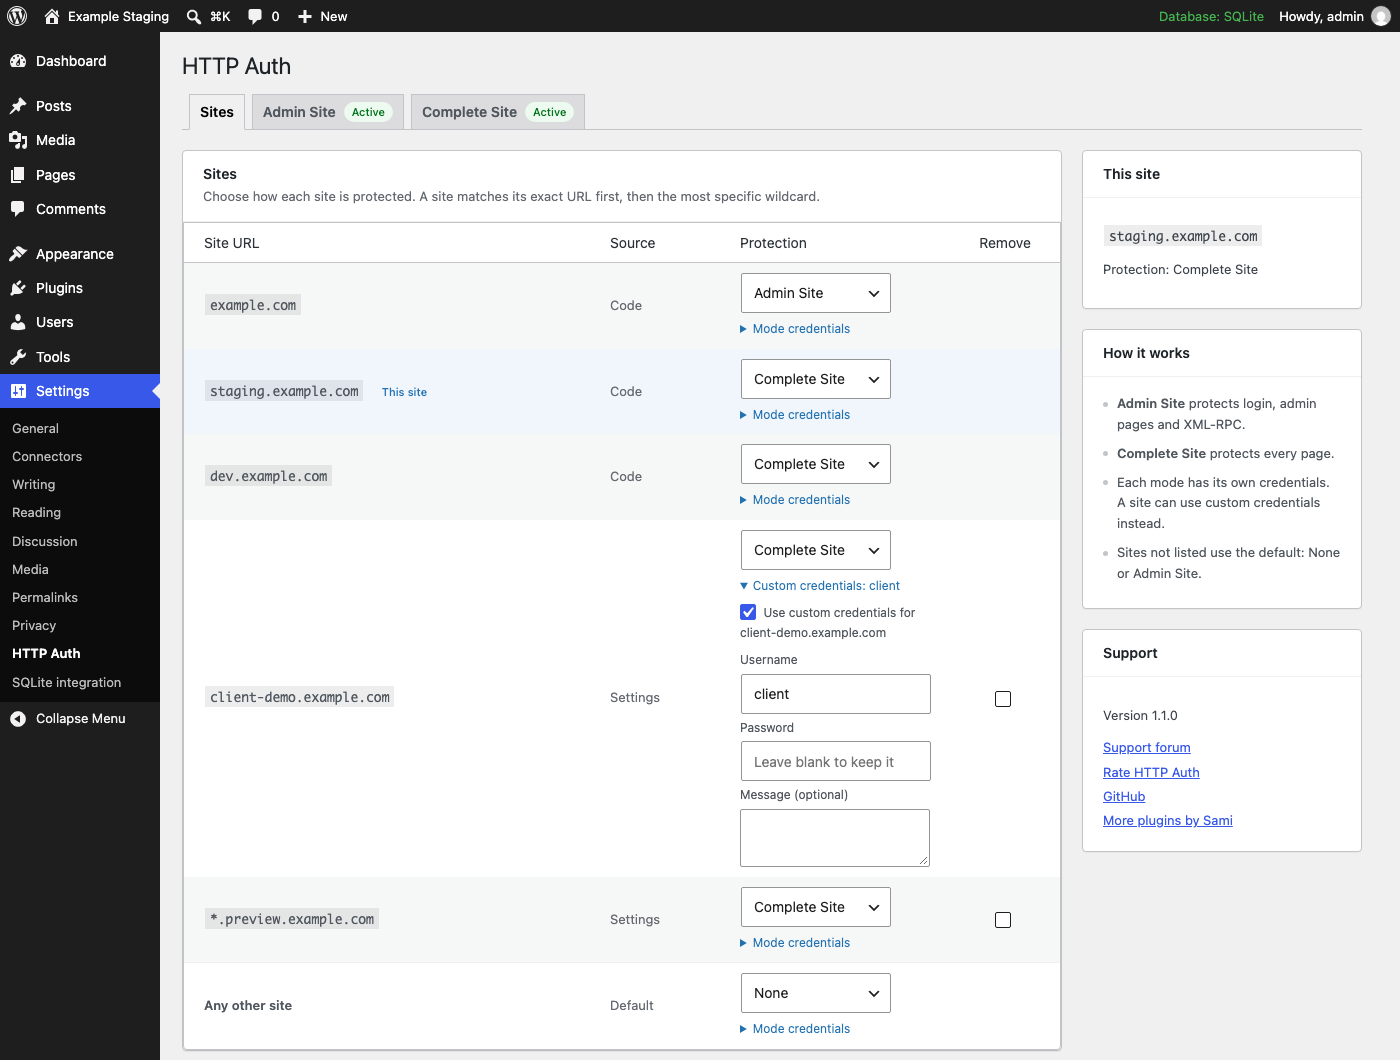 Example Staging
⌘K
0
New
Database: SQLite
Howdy, admin
Dashboard
Posts
Media
Pages
Comments
Appearance
Plugins
Users
Tools
Settings
General
Connectors
Writing
Reading
Discussion
Media
Permalinks
Privacy
HTTP Auth
SQLite integration
Collapse Menu
HTTP Auth
Sites
Admin Site Active
Complete Site Active
Sites
Choose how each site is protected. A site matches its exact URL first, then the most specific wildcard.
Site URL Source Protection Remove
example.com Code Admin Site
Mode credentials
staging.example.com This site Code Complete Site
Mode credentials
dev.example.com Code Complete Site
Mode credentials
Complete Site
Custom credentials: client
Use custom credentials for
client-demo.example.com
Username
client-demo.example.com Settings client
Password
Leave blank to keep it
Message (optional)
*.preview.example.com Settings Complete Site
Mode credentials
Any other site Default None
Mode credentials
This site
staging.example.com
Protection: Complete Site
How it works
Admin Site protects login, admin
pages and XML-RPC.
Complete Site protects every page.
Each mode has its own credentials.
A site can use custom credentials
instead.
Sites not listed use the default: None
or Admin Site.
Support
Version 1.1.0
Support forum
Rate HTTP Auth
GitHub
More plugins by Sami